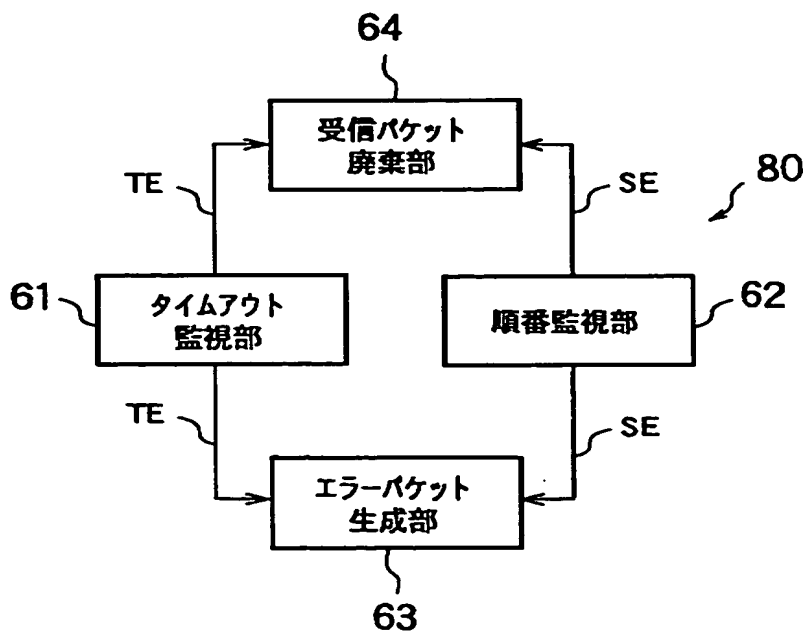 64
受信パケット
廃棄部
TE
SE
80
61
タイムアウト
監視部
順番監視部
62
TE
SE
エラーパケット
生成部
63